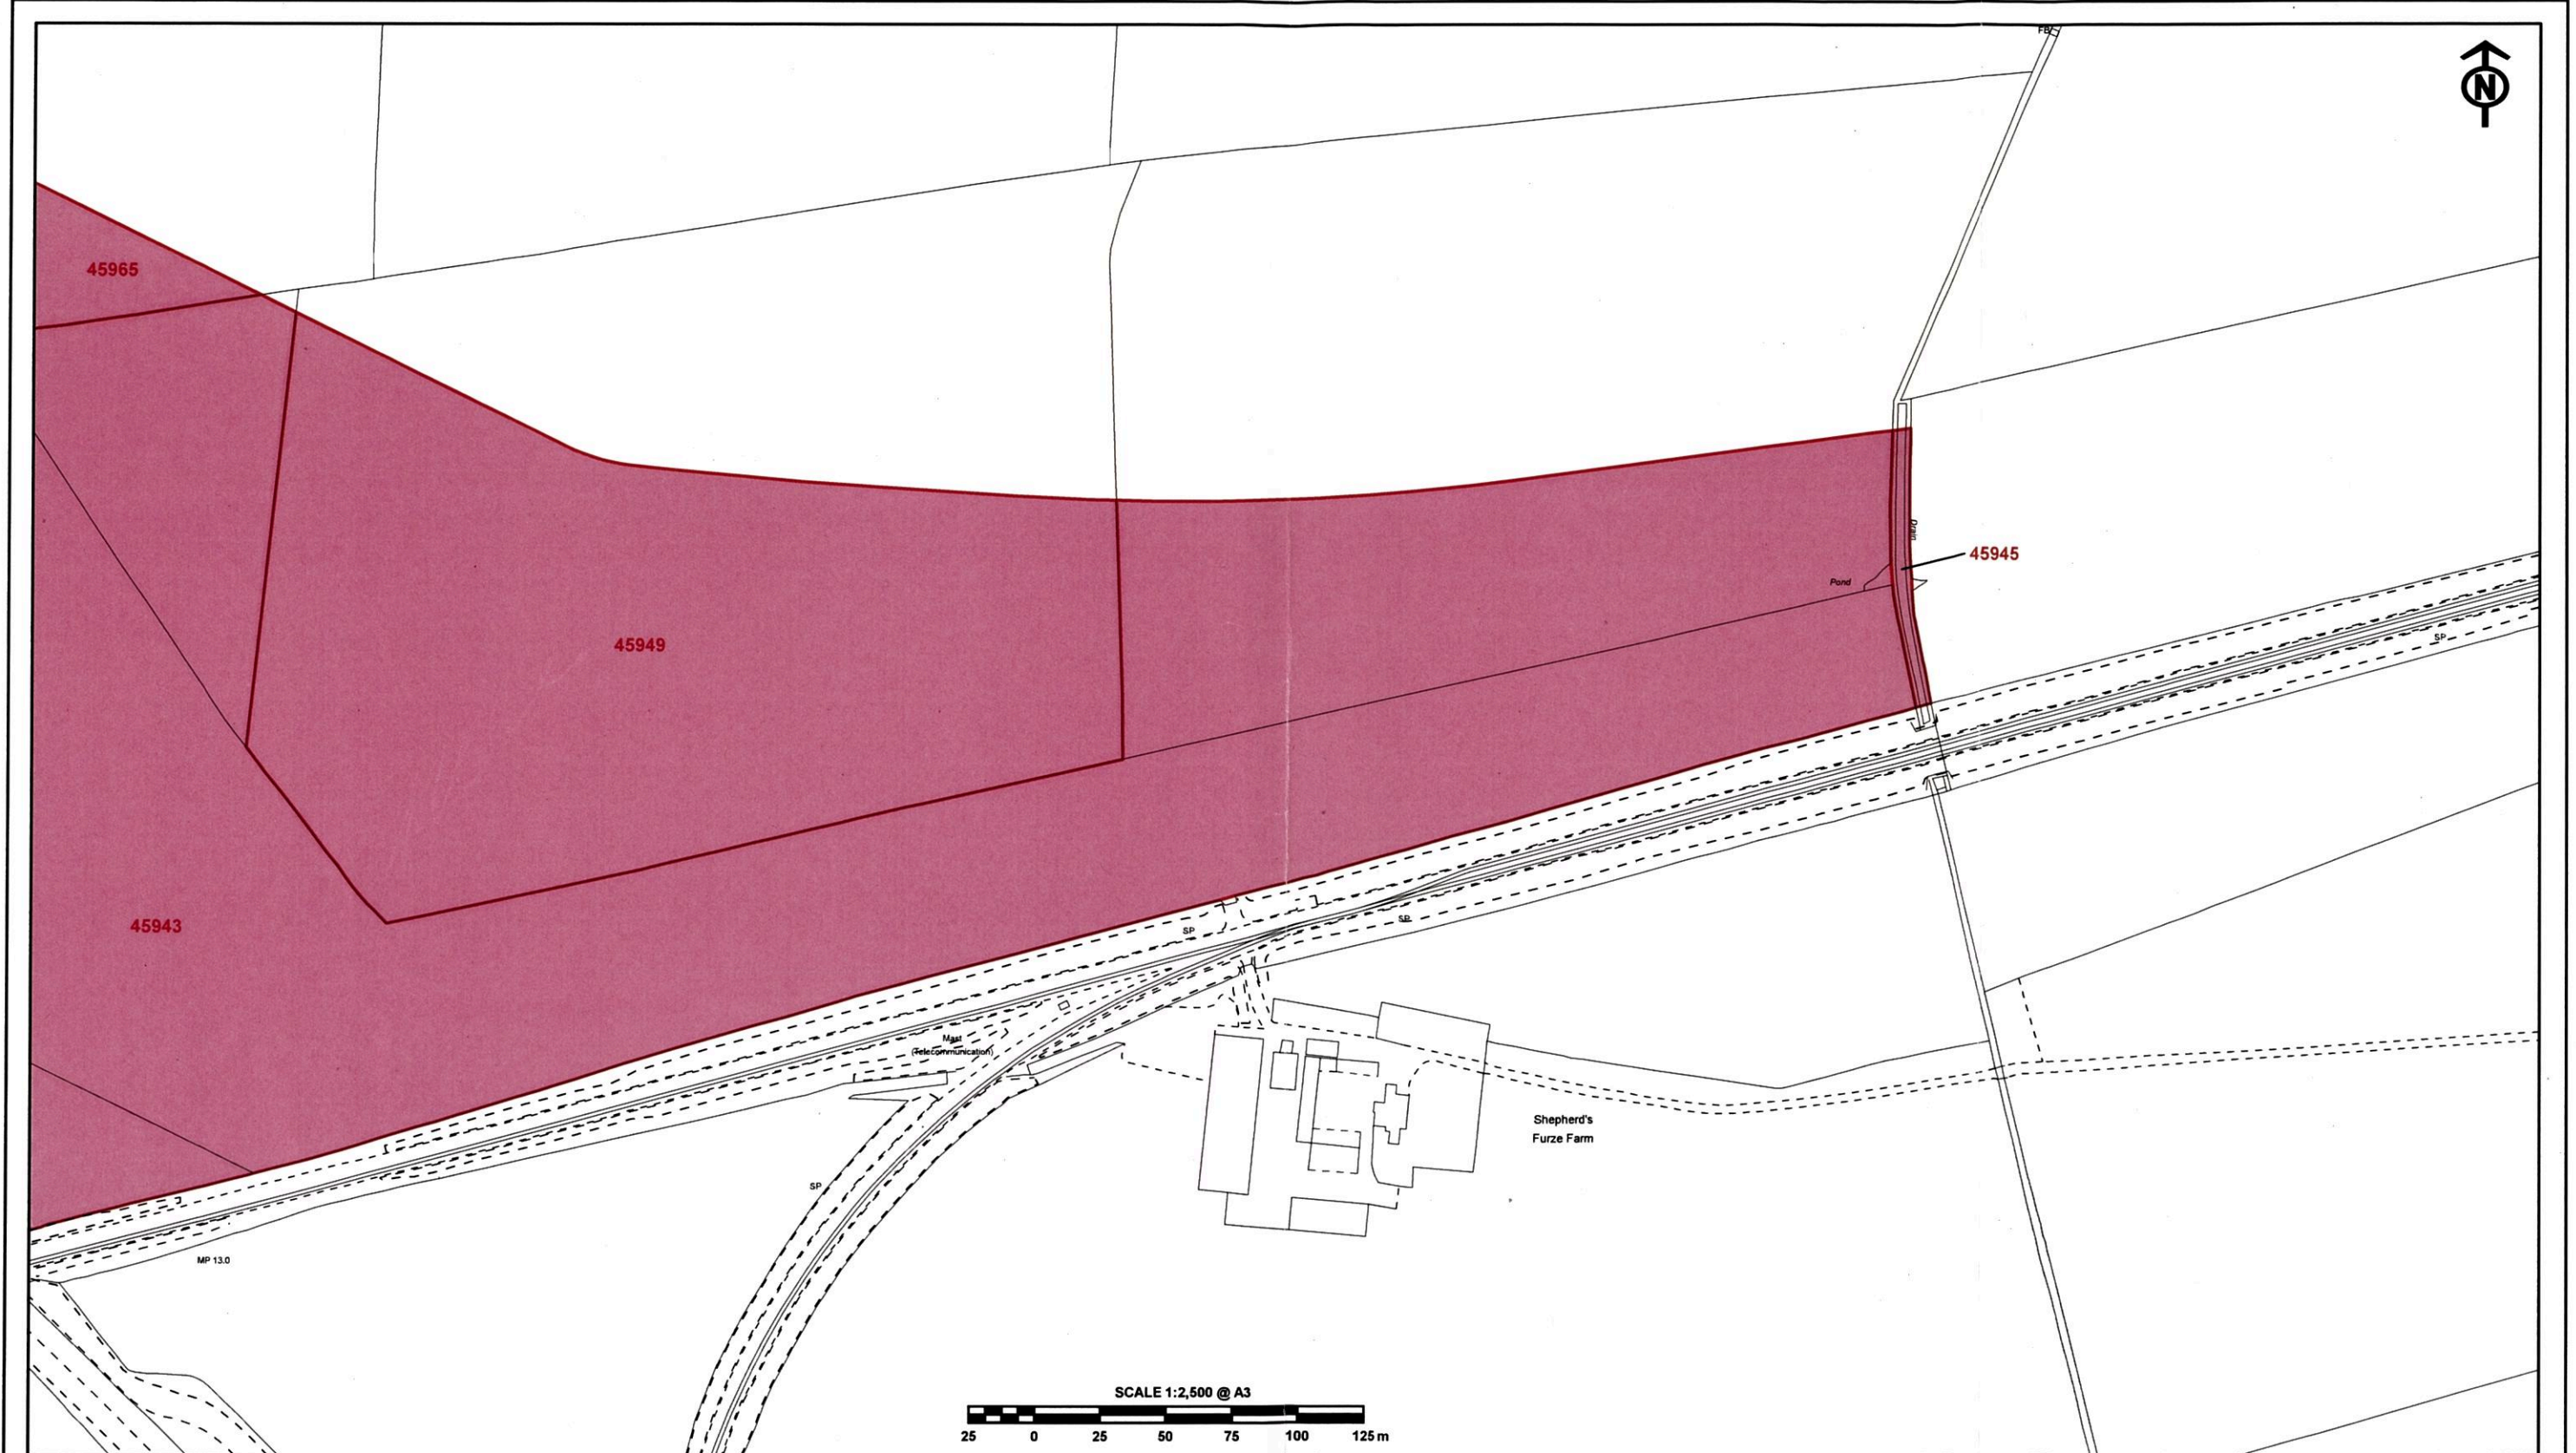 FB
N
45965
Drain
45945
Pond
SP
45949
45943
SP
SP
Mast
(Telecommunication)
Shepherd's
Furze Farm
SP
MP 13.0
SCALE 1:2,500 @ A3
25 0 25 50 75 100 125 m